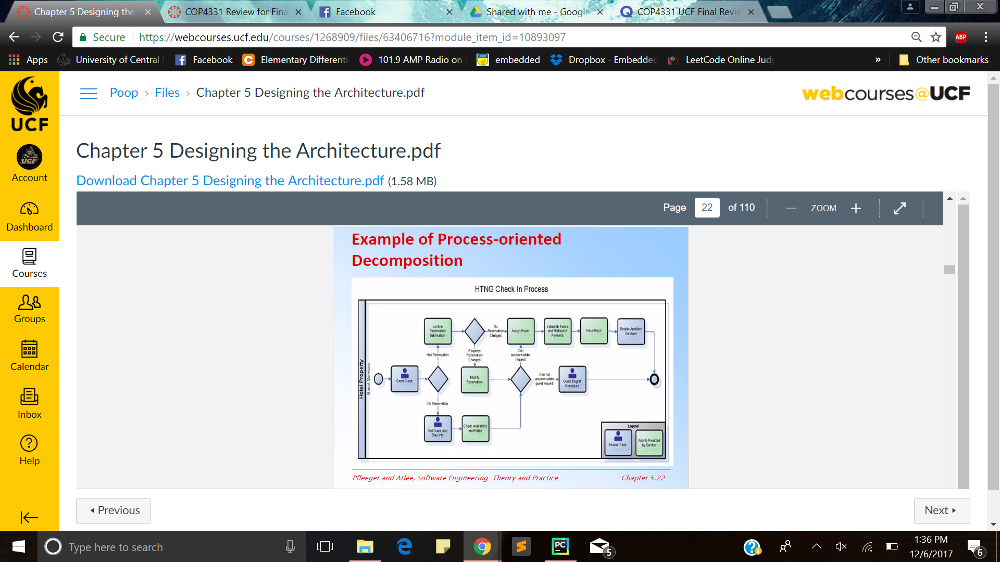 Chapter 5 Designing the
COP4331 Review for Fina
Facebook
Shared with me - Google
COP4331 UCF Final Revie
Secure
https://webcourses.ucf.edu/courses/1268909/files/63406716?module_item_id=10893097
ABP
Apps
University of Central
Facebook
Elementary Differenti
101.9 AMP Radio on
embedded
Dropbox - Embedded
LeetCode Online Judg
»
Other bookmarks
UCF
Account
Dashboard
Courses
Groups
Calendar
Inbox
Help
Poop > Files > Chapter 5 Designing the Architecture.pdf
webcourses@UCF
Chapter 5 Designing the Architecture.pdf
Download Chapter 5 Designing the Architecture.pdf (1.58 MB)
Page 22 of 110
ZOOM
Example of Process-oriented
Decomposition
HTNG Check In Process
Hotel Property
Guest Services
Confirm
Reservation
Information
No
Reservation
Changes
Assign Room
Establish Terms
and Method of
Payment
Issue Keys
Enable Ancillary
Services
Has Reservation
Requires
Reservation
Changes
Can
accommodate
request
Greet Guest
Modify
Reservation
Can not
accommodate
guest request
Guest Regret
Procedure
No Reservation
Get Guest and
Stay Info
Check Availability
and Rates
Legend
Human Task
Activity Realized
by Service
Pfleeger and Atlee, Software Engineering: Theory and Practice
Chapter 5.22
Previous
Next
Type here to search
PC
5
1:36 PM
12/6/2017
6